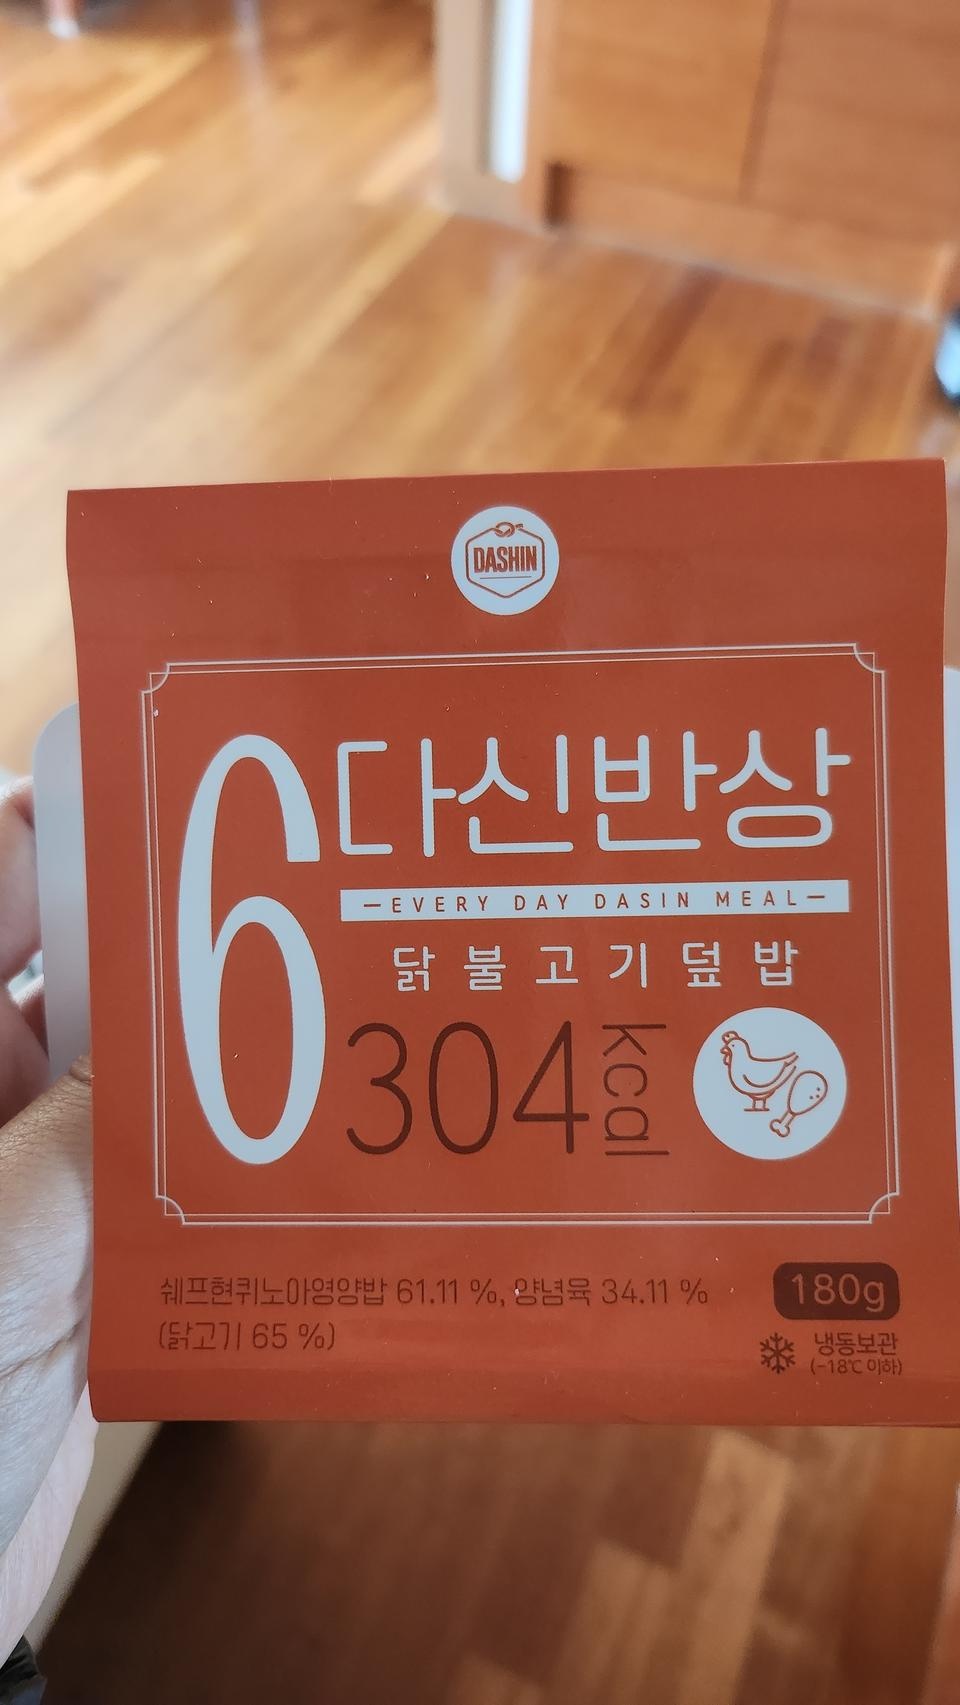 DASHIN
6 다신반상
EVERY DAY DASIN MEAL
닭불고기덮밥
304 kcal
쉐프현퀴노아영양밥 61.11 %, 양념육 34.11 %
(닭고기 65 %)
180g
냉동보관
(-18℃ 이하)